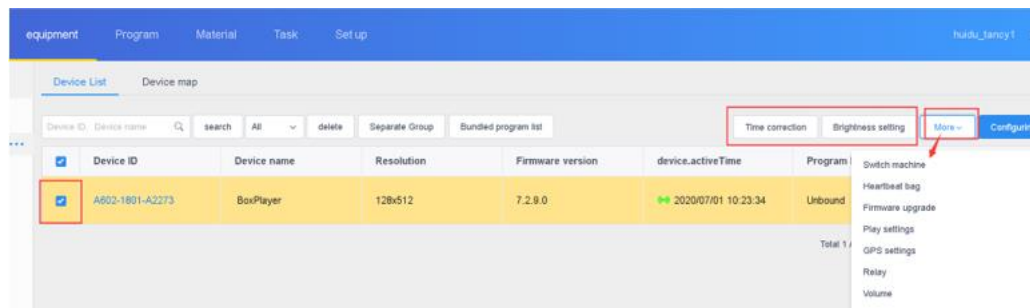 equipment Program Material Task Set up huidu_tancy1
Device List Device map
Device ID, Device name search All delete Separate Group Bundled program list Time correction Brightness setting More Configurin
Device ID Device name Resolution Firmware version device.activeTime Program
A602-1801-A2273 BoxPlayer 128x512 7.2.9.0 2020/07/01 10:23:34 Unbound
Total 1
Switch machine
Heartbeat bag
Firmware upgrade
Play settings
GPS settings
Relay
Volume